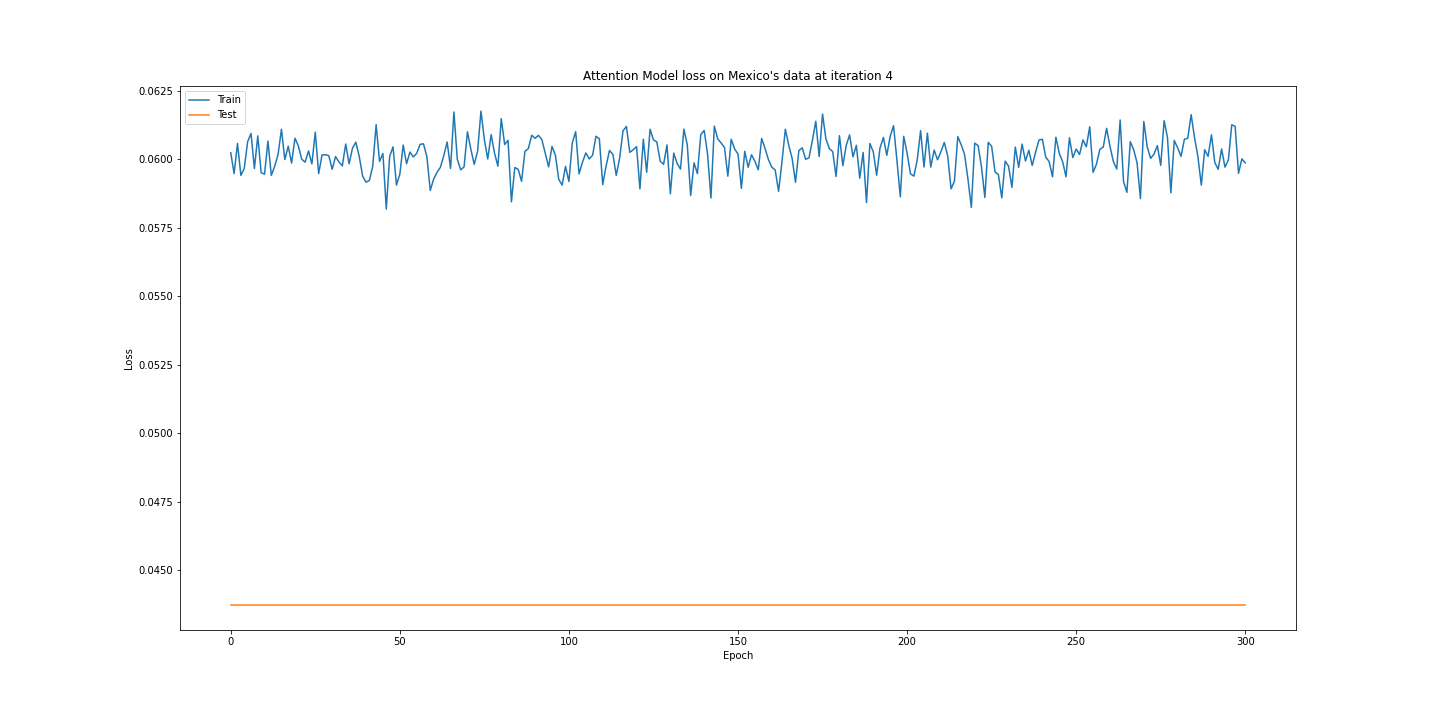 Attention Model loss on Mexico's data at iteration 4
0.0625
0.0600
0.0575
0.0550
0.0525
0.0500
0.0475
0.0450
Loss
Train
Test
0 50 100 150 200 250 300
Epoch